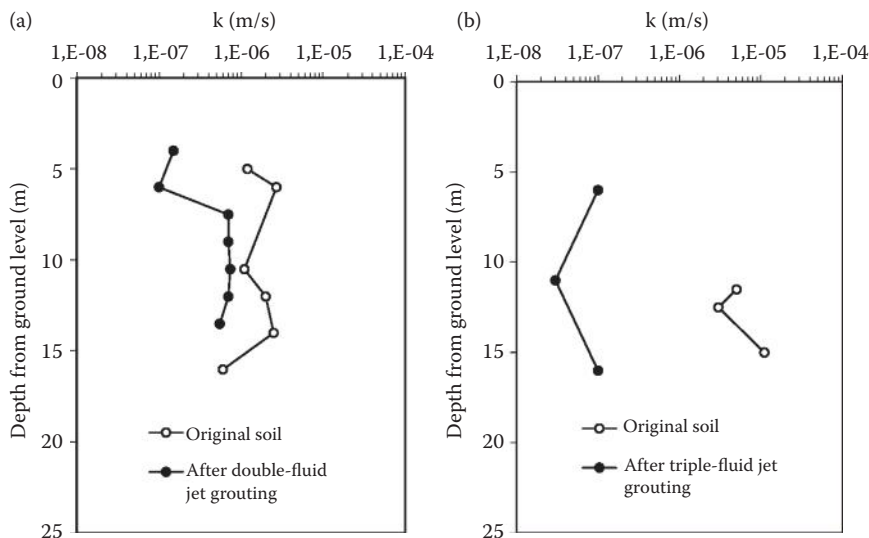 (a)
k (m/s)
1,E-08 1,E-07 1,E-06 1,E-05 1,E-04
0
5
10
15
20
25
Depth from ground level (m)
Original soil
After double-fluid
jet grouting
(b)
k (m/s)
1,E-08 1,E-07 1,E-06 1,E-05 1,E-04
0
5
10
15
20
25
Depth from ground level (m)
Original soil
After triple-fluid jet
grouting